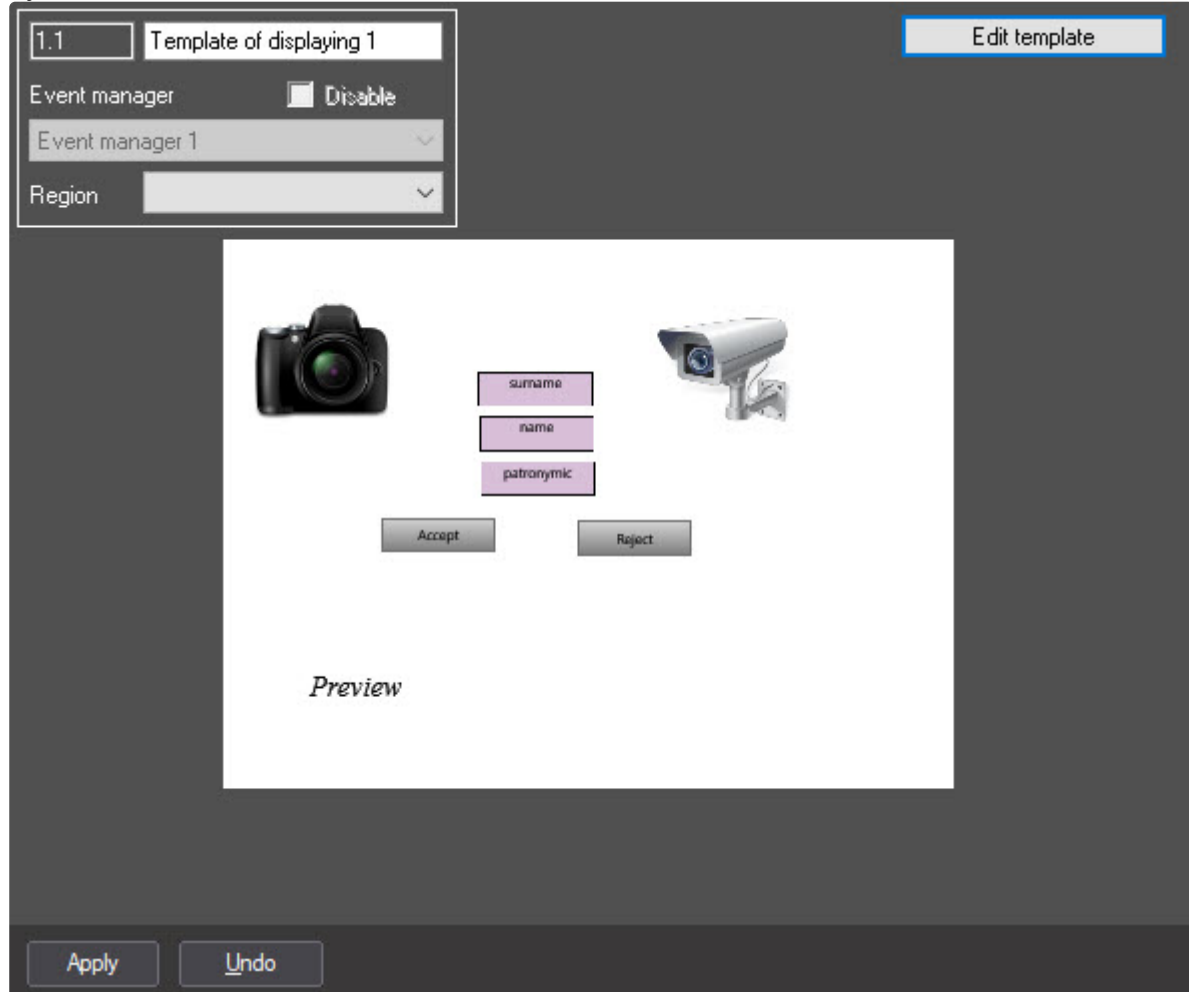 1.1 Template of displaying 1 Edit template
Event manager Disable
Event manager 1
Region
surname
name
patronymic
Accept Reject
Preview
Apply Undo